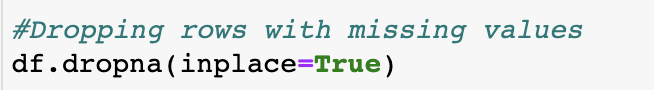 #Dropping rows with missing values
df.dropna(inplace=True)